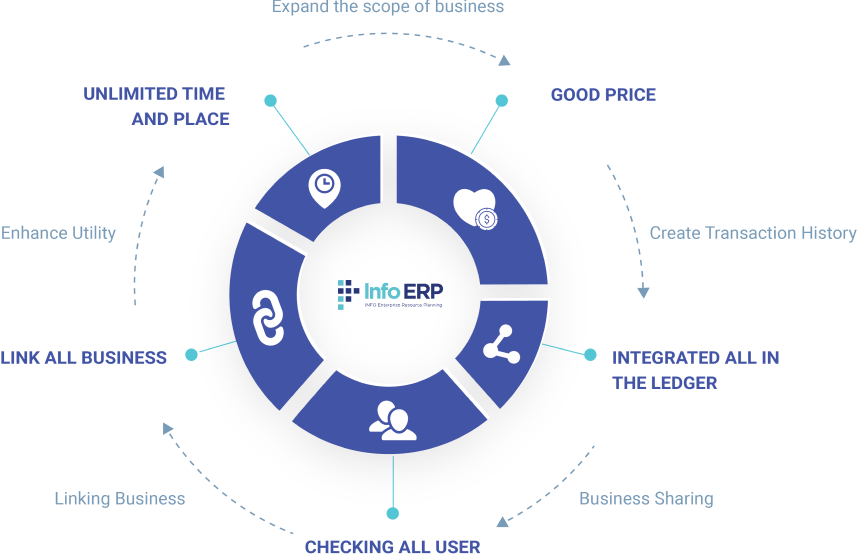 Expand the scope of business
UNLIMITED TIME
AND PLACE
GOOD PRICE
Enhance Utility
Create Transaction History
Info ERP
INFO Enterprise Resource Planning
LINK ALL BUSINESS
INTEGRATED ALL IN
THE LEDGER
$
Linking Business
Business Sharing
CHECKING ALL USER